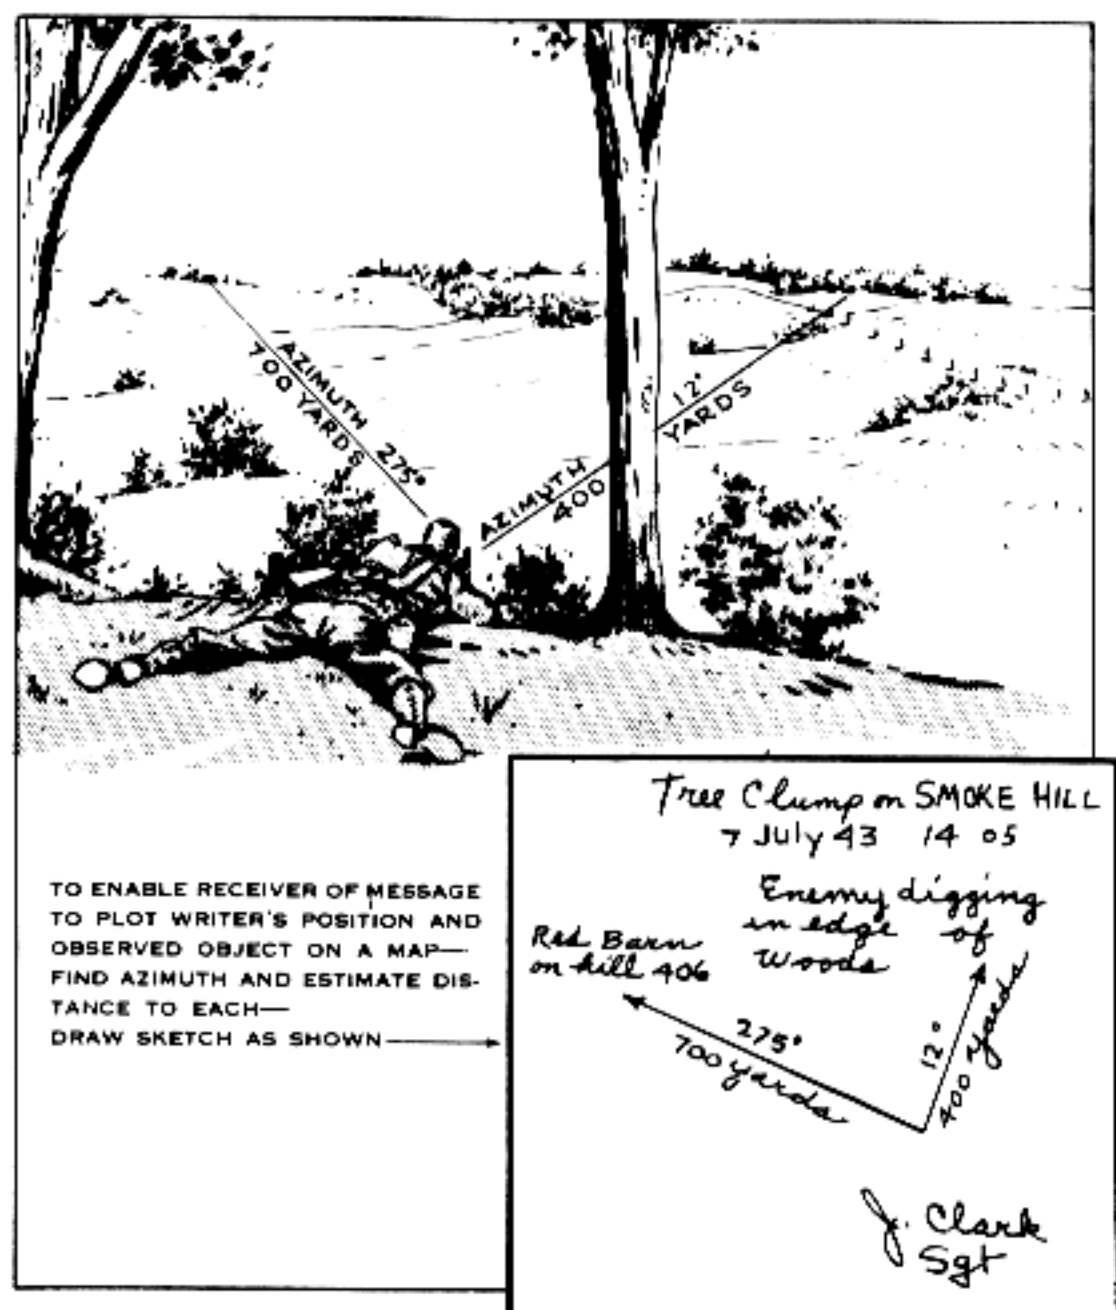 AZIMUTH 275°
700 YARDS
AZIMUTH 12°
400 YARDS
TO ENABLE RECEIVER OF MESSAGE
TO PLOT WRITER'S POSITION AND
OBSERVED OBJECT ON A MAP—
FIND AZIMUTH AND ESTIMATE DIS-
TANCE TO EACH—
DRAW SKETCH AS SHOWN
Tree Clump on SMOKE HILL
7 July 43 14 05
Enemy digging
in edge of
woods
Red Barn
on hill 406
275°
700 yards
12°
400 yards
J. Clark
Sgt